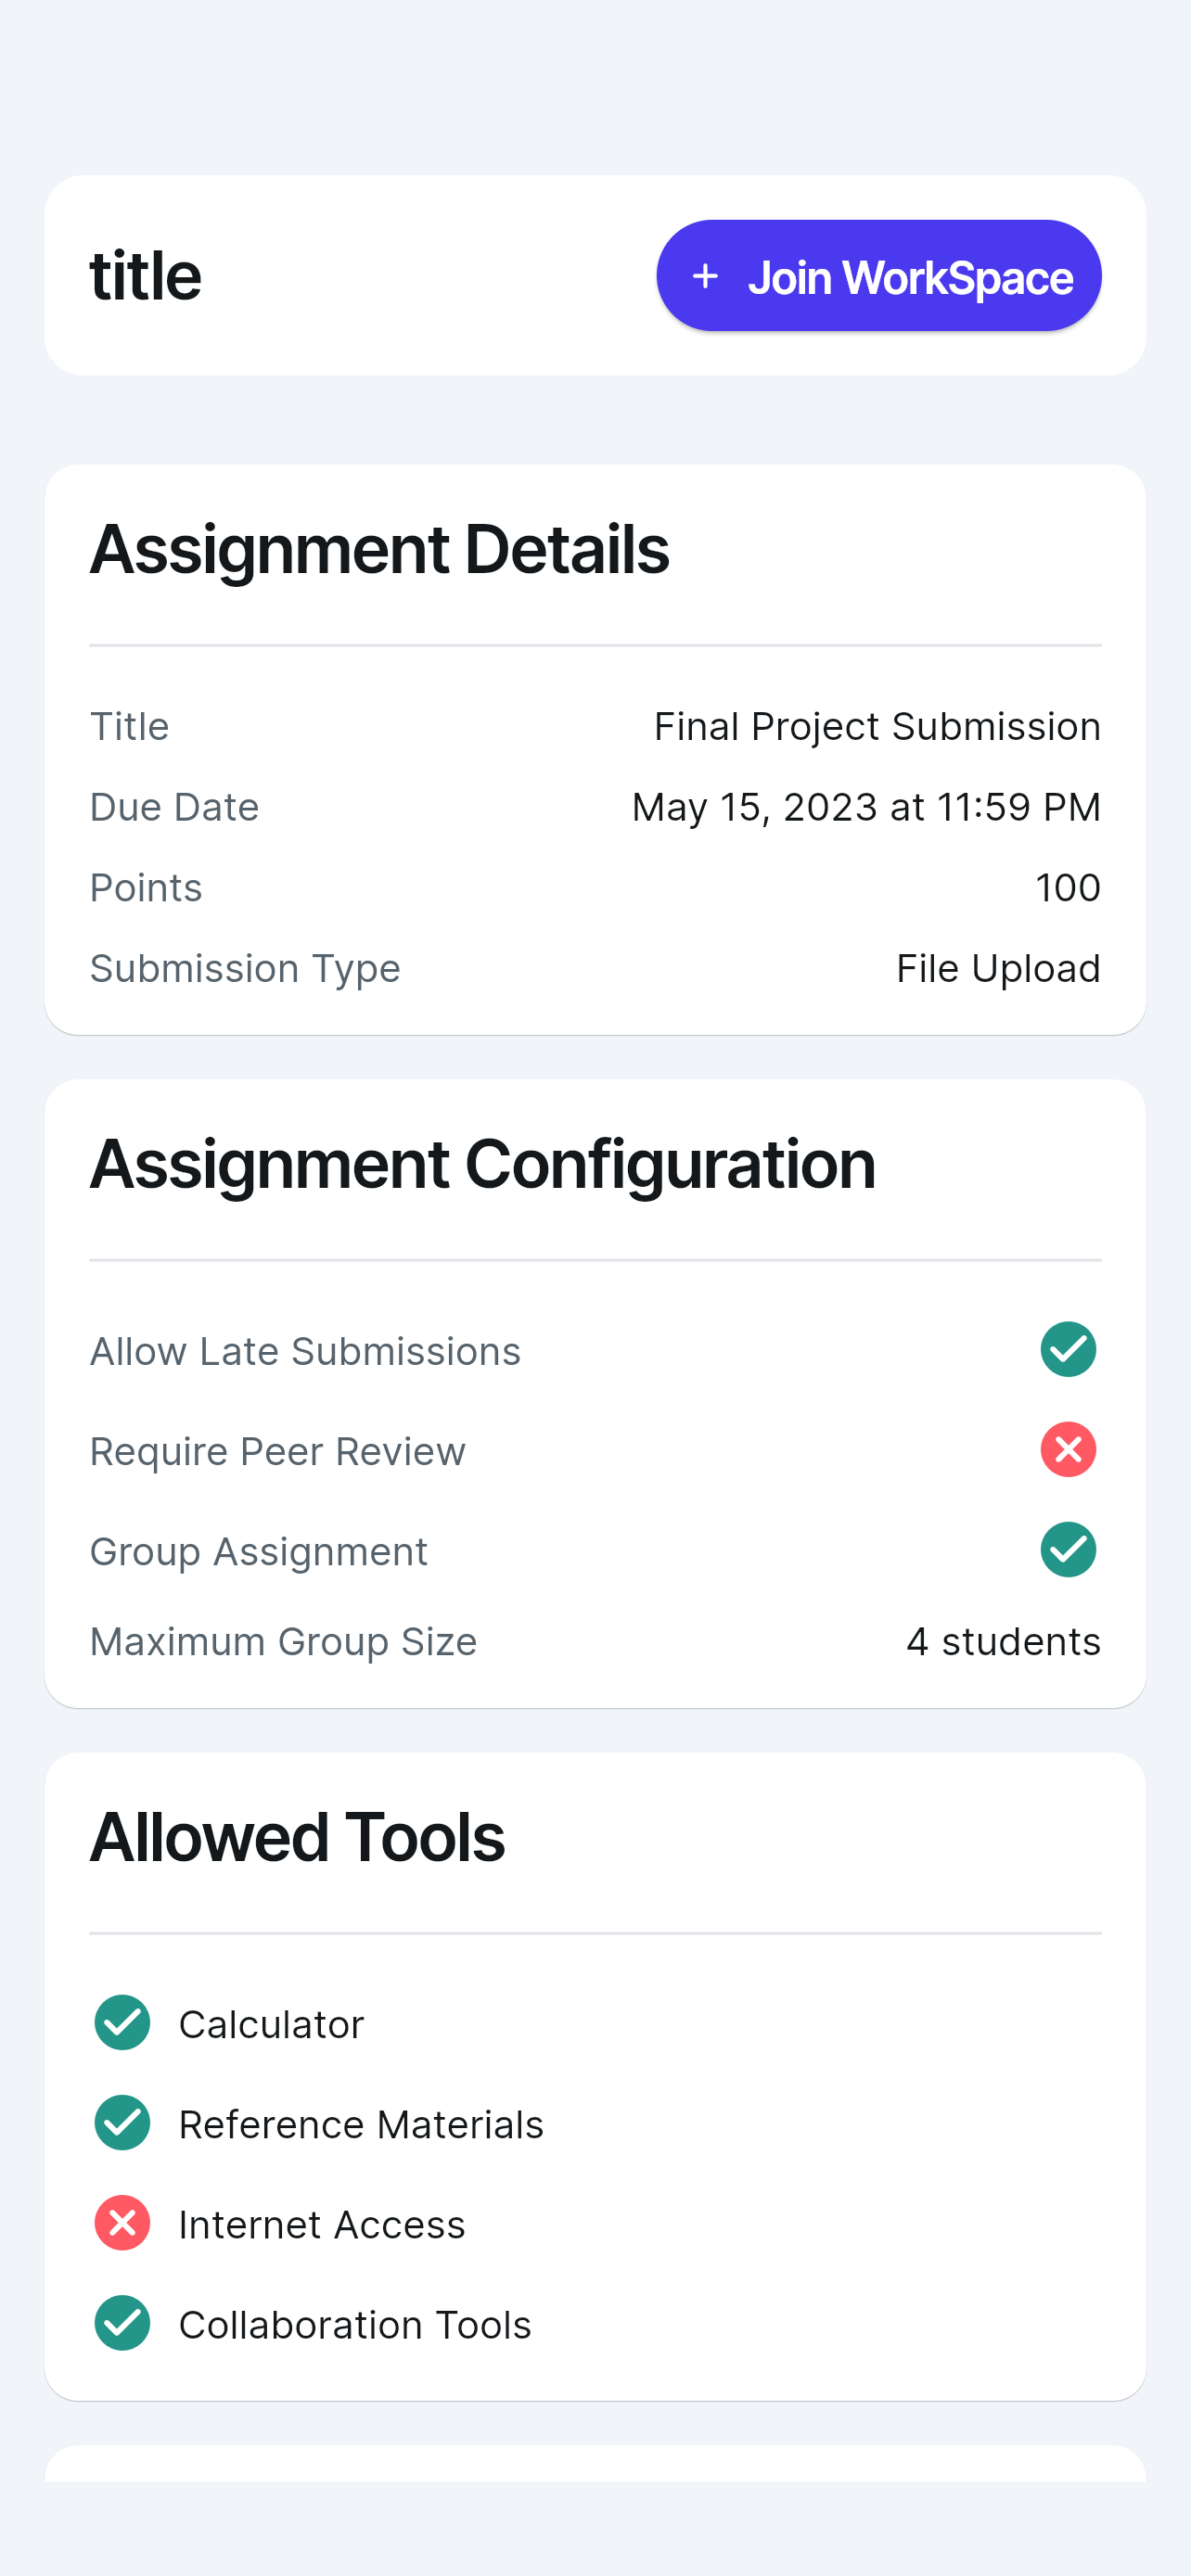 title
Join WorkSpace
Assignment Details
Title Final Project Submission
Due Date May 15, 2023 at 11:59 PM
Points 100
Submission Type File Upload
Assignment Configuration
Allow Late Submissions
Require Peer Review
Group Assignment
Maximum Group Size 4 students
Allowed Tools
Calculator
Reference Materials
Internet Access
Collaboration Tools